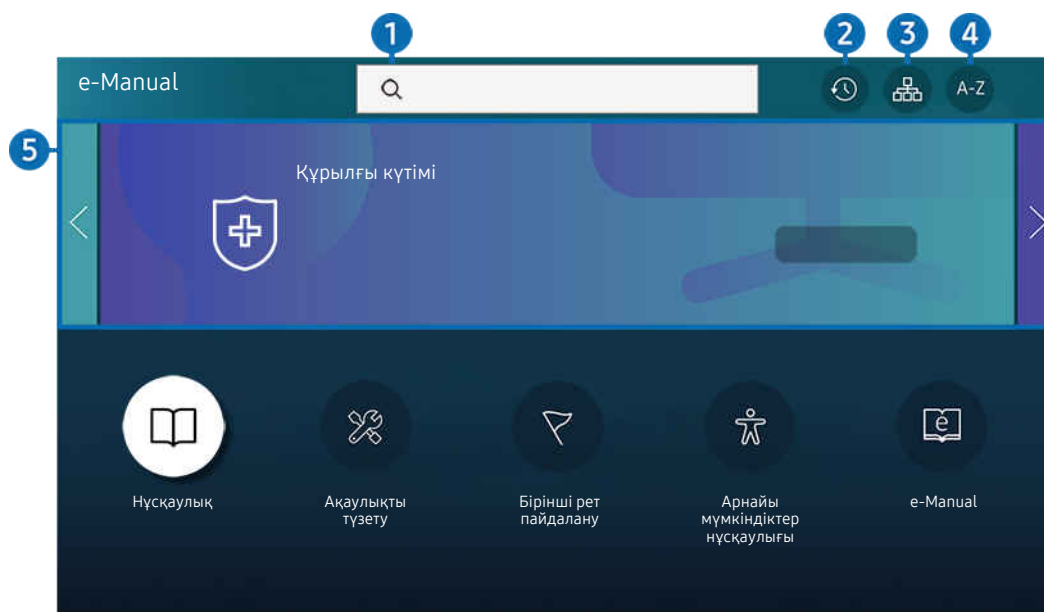 1
2
3
4
e-Manual
A-Z
5
Құрылғы күтімі
Нұсқаулық
Ақаулықты
түзету
Бірінші рет
пайдалану
Арнайы
мүмкіндіктер
нұсқаулығы
e-Manual